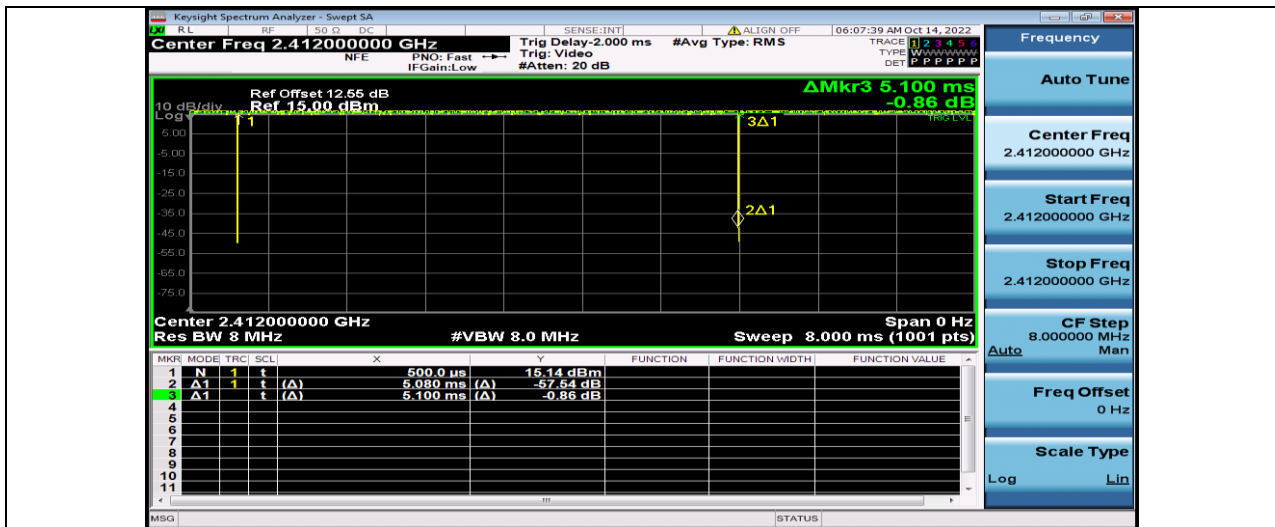 Keysight Spectrum Analyzer - Swept SA
LXI RL RF 50 Ω DC SENSE:INT ALIGN OFF 06:07:39 AM Oct 14, 2022
Center Freq 2.412000000 GHz
NFE PNO: Fast IFGain:Low
Trig Delay-2.000 ms #Avg Type: RMS
Trig: Video
#Atten: 20 dB
TRACE 1 2 3 4 5 6
TYPE WWWWWW
DET P P P P P P
ΔMkr3 5.100 ms
-0.86 dB
Ref Offset 12.55 dB
10 dB/div Ref 15.00 dBm
Log
TRIG LVL
1
3Δ1
2Δ1
5.00
-5.00
-15.0
-25.0
-35.0
-45.0
-55.0
-65.0
-75.0
Center 2.412000000 GHz Span 0 Hz
Res BW 8 MHz #VBW 8.0 MHz Sweep 8.000 ms (1001 pts)
MKR MODE TRC SCL X Y FUNCTION FUNCTION WIDTH FUNCTION VALUE
1 N 1 t 500.0 µs 15.14 dBm
2 Δ1 1 t (Δ) 5.080 ms (Δ) -57.54 dB
3 Δ1 t (Δ) 5.100 ms (Δ) -0.86 dB
4
5
6
7
8
9
10
11
MSG STATUS
Frequency
Auto Tune
Center Freq
2.412000000 GHz
Start Freq
2.412000000 GHz
Stop Freq
2.412000000 GHz
CF Step
8.000000 MHz
Auto Man
Freq Offset
0 Hz
Scale Type
Log Lin